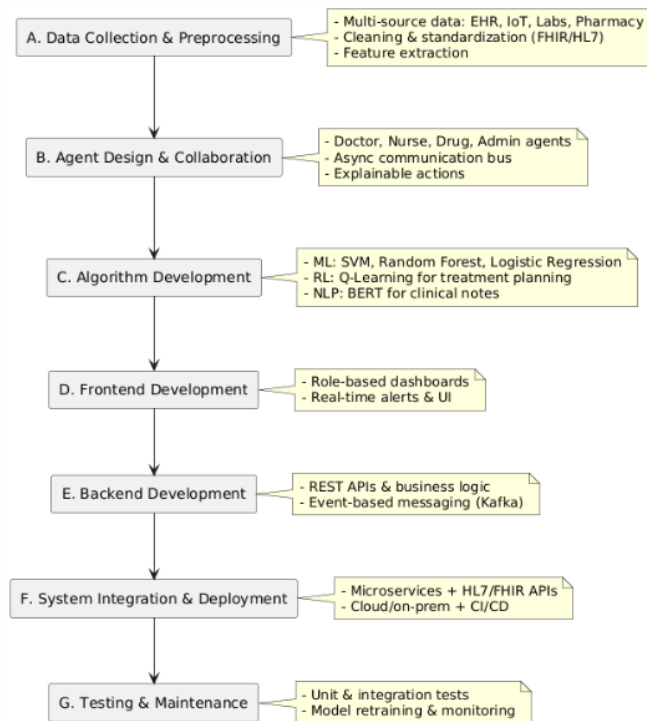 A. Data Collection & Preprocessing
- Multi-source data: EHR, IoT, Labs, Pharmacy
- Cleaning & standardization (FHIR/HL7)
- Feature extraction
B. Agent Design & Collaboration
- Doctor, Nurse, Drug, Admin agents
- Async communication bus
- Explainable actions
C. Algorithm Development
- ML: SVM, Random Forest, Logistic Regression
- RL: Q-Learning for treatment planning
- NLP: BERT for clinical notes
D. Frontend Development
- Role-based dashboards
- Real-time alerts & UI
E. Backend Development
- REST APIs & business logic
- Event-based messaging (Kafka)
F. System Integration & Deployment
- Microservices + HL7/FHIR APIs
- Cloud/on-prem + CI/CD
G. Testing & Maintenance
- Unit & integration tests
- Model retraining & monitoring